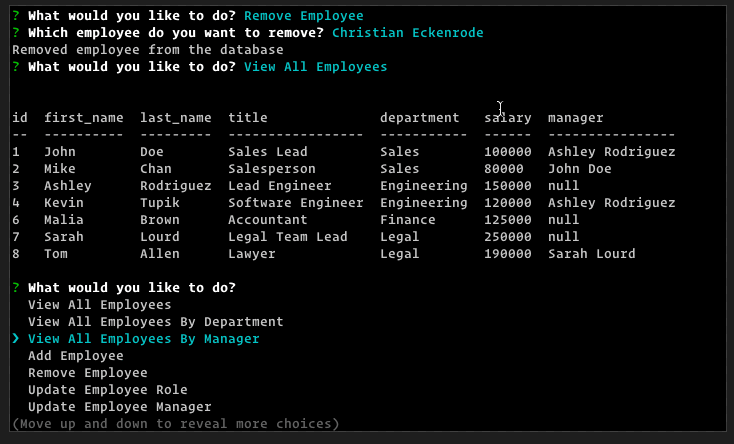 ? What would you like to do? Remove Employee
? Which employee do you want to remove? Christian Eckenrode
Removed employee from the database
? What would you like to do? View All Employees
id  first_name  last_name  title              department   salary  manager
--  ----------  ---------  -----------------  -----------  ------  ----------------
1   John        Doe        Sales Lead         Sales        100000  Ashley Rodriguez
2   Mike        Chan       Salesperson        Sales        80000   John Doe
3   Ashley      Rodriguez  Lead Engineer      Engineering  150000  null
4   Kevin       Tupik      Software Engineer  Engineering  120000  Ashley Rodriguez
6   Malia       Brown      Accountant         Finance      125000  null
7   Sarah       Lourd      Legal Team Lead    Legal        250000  null
8   Tom         Allen      Lawyer             Legal        190000  Sarah Lourd
? What would you like to do?
  View All Employees
  View All Employees By Department
❯ View All Employees By Manager
  Add Employee
  Remove Employee
  Update Employee Role
  Update Employee Manager
(Move up and down to reveal more choices)